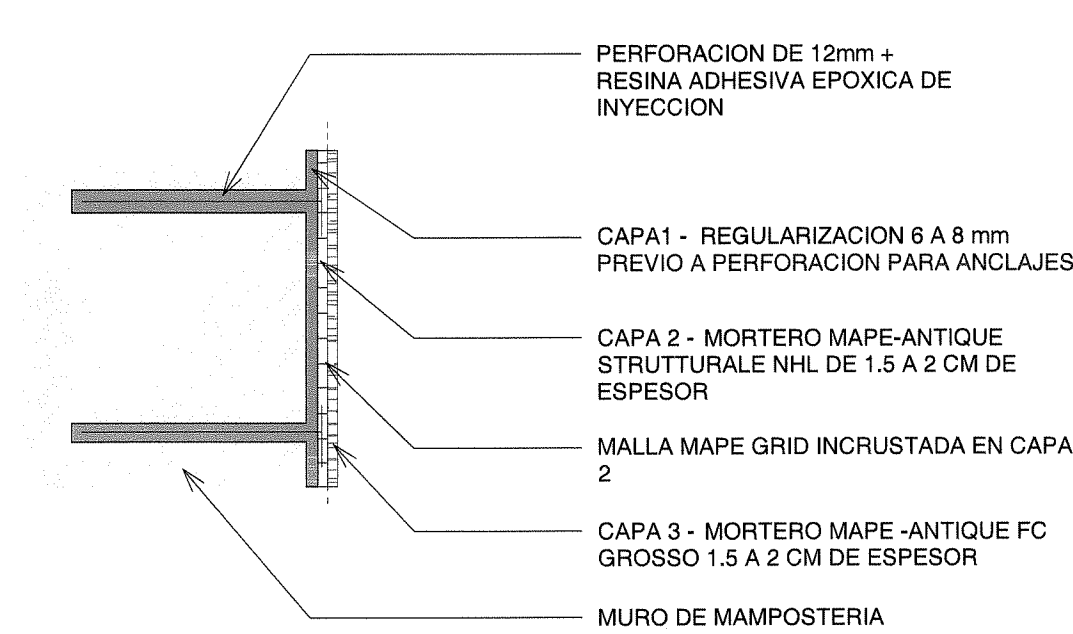 PERFORACION DE 12mm +
RESINA ADHESIVA EPOXICA DE
INYECCION
CAPA1 - REGULARIZACION 6 A 8 mm
PREVIO A PERFORACION PARA ANCLAJES
CAPA 2 - MORTERO MAPE-ANTIQUE
STRUTTURALE NHL DE 1.5 A 2 CM DE
ESPESOR
MALLA MAPE GRID INCRUSTADA EN CAPA
2
CAPA 3 - MORTERO MAPE -ANTIQUE FC
GROSSO 1.5 A 2 CM DE ESPESOR
MURO DE MAMPOSTERIA